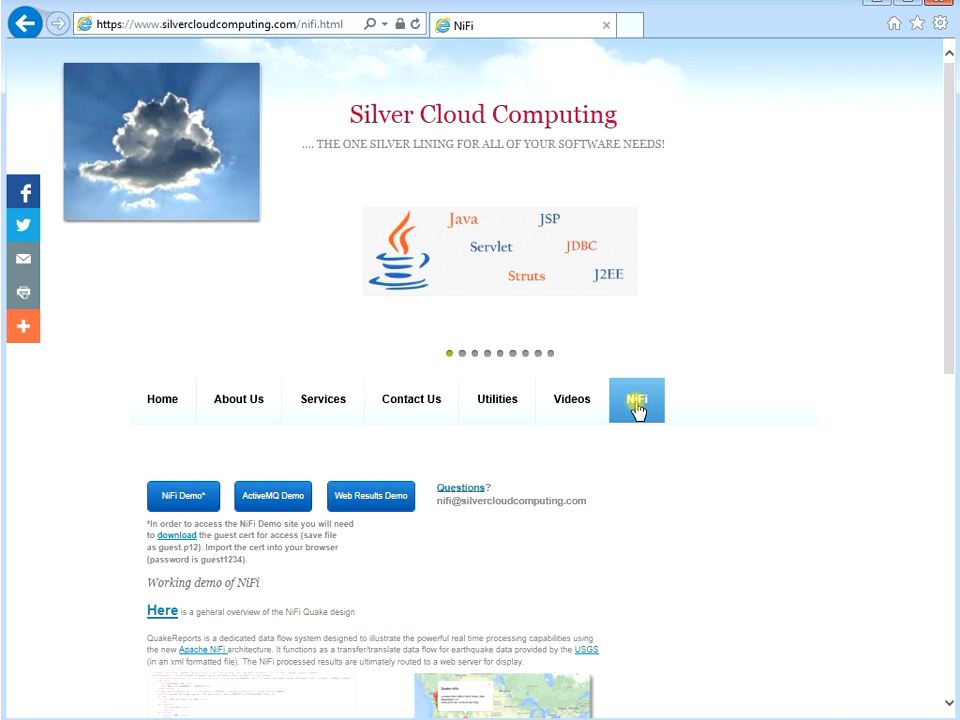 https://www.silvercloudcomputing.com/nifi.html
NiFi
Silver Cloud Computing
.... THE ONE SILVER LINING FOR ALL OF YOUR SOFTWARE NEEDS!
Java JSP
Servlet JDBC
Struts J2EE
Home About Us Services Contact Us Utilities Videos NiFi
NiFi Demo* ActiveMQ Demo Web Results Demo
Questions?
nifi@silvercloudcomputing.com
*In order to access the NiFi Demo site you will need
to download the guest cert for access (save file
as guest.p12). Import the cert into your browser
(password is guest1234).
Working demo of NiFi
Here is a general overview of the NiFi Quake design
QuakeReports is a dedicated data flow system designed to illustrate the powerful real time processing capabilities using
the new Apache NiFi architecture. It functions as a transfer/translate data flow for earthquake data provided by the USGS
(in an xml formatted file). The NiFi processed results are ultimately routed to a web server for display.